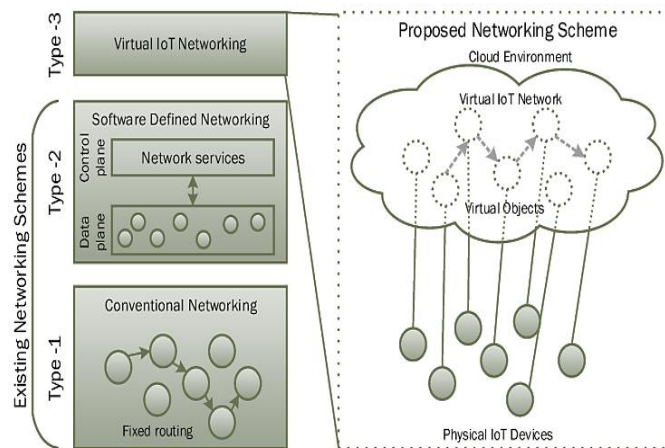 Existing Networking Schemes
Type -3
Virtual IoT Networking
Type -2
Software Defined Networking
Control
plane
Network services
Data
plane
Type -1
Conventional Networking
Fixed routing
Proposed Networking Scheme
Cloud Environment
Virtual IoT Network
Virtual Objects
Physical IoT Devices